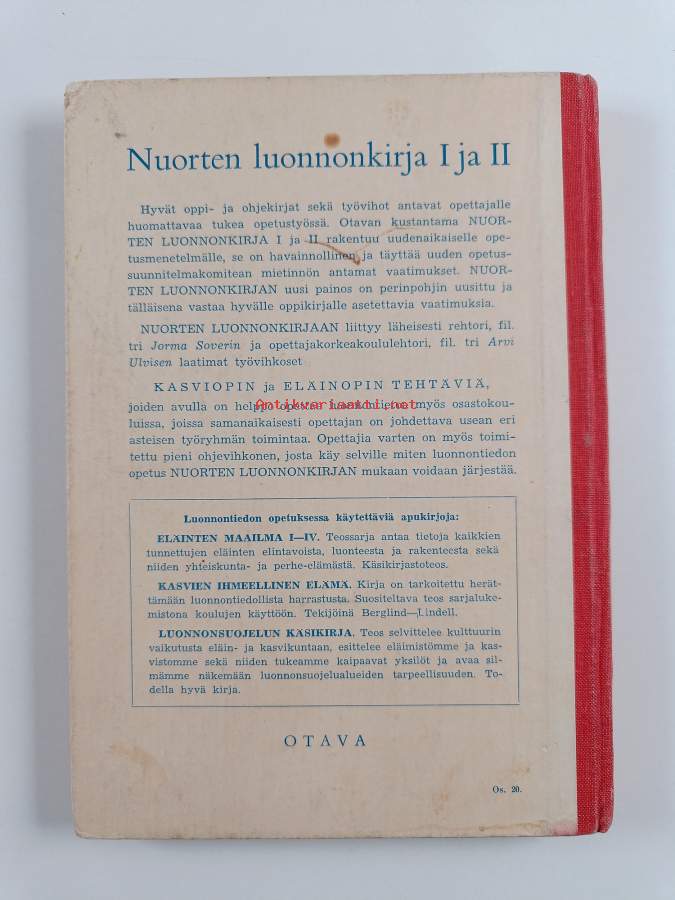 Nuorten luonnonkirja I ja II
Hyvät oppi- ja ohjekirjat sekä työvihot antavat opettajalle
huomattavaa tukea opetustyössä. Otavan kustantama NUOR-
TEN LUONNONKIRJA I ja II rakentuu uudenaikaiselle ope-
tusmenetelmälle, se on havainnollinen ja täyttää uuden opetus-
suunnitelmakomitean mietinnön antamat vaatimukset. NUOR-
TEN LUONNONKIRJAN uusi painos on perinpohjin uusittu ja
tälläisena vastaa hyvälle oppikirjalle asetettavia vaatimuksia.
NUORTEN LUONNONKIRJAAN liittyy läheisesti rehtori, fil.
tri Jorma Soverin ja opettajakorkeakoululehtori, fil. tri Arvi
Ulvisen laatimat työvihkoset
KASVIOPIN ja ELÄINOPIN TEHTÄVIÄ,
Antikvariaatti.net
joiden avulla on helppo opettaa luonnontietoa myös osastokou-
luissa, joissa samanaikaisesti opettajan on johdettava usean eri
asteisen työryhmän toimintaa. Opettajia varten on myös toimi-
tettu pieni ohjevihkonen, josta käy selville miten luonnontiedon
opetus NUORTEN LUONNONKIRJAN mukaan voidaan järjestää.
Luonnontiedon opetuksessa käytettäviä apukirjoja:
ELÄINTEN MAAILMA I—IV. Teossarja antaa tietoja kaikkien
tunnettujen eläinten elintavoista, luonteesta ja rakenteesta sekä
niiden yhteiskunta- ja perhe-elämästä. Käsikirjastoteos.
KASVIEN IHMEELLINEN ELÄMÄ. Kirja on tarkoitettu herät-
tämään luonnontiedollista harrastusta. Suositeltava teos sarjaluke-
mistona koulujen käyttöön. Tekijöinä Berglind—Lindell.
LUONNONSUOJELUN KÄSIKIRJA. Teos selvittelee kulttuurin
vaikutusta eläin- ja kasvikuntaan, esittelee eläimistömme ja kas-
vistomme sekä niiden tukeamme kaipaavat yksilöt ja avaa sil-
mämme näkemään luonnonsuojelualueiden tarpeellisuuden. To-
della hyvä kirja.
OTAVA
Os. 20.